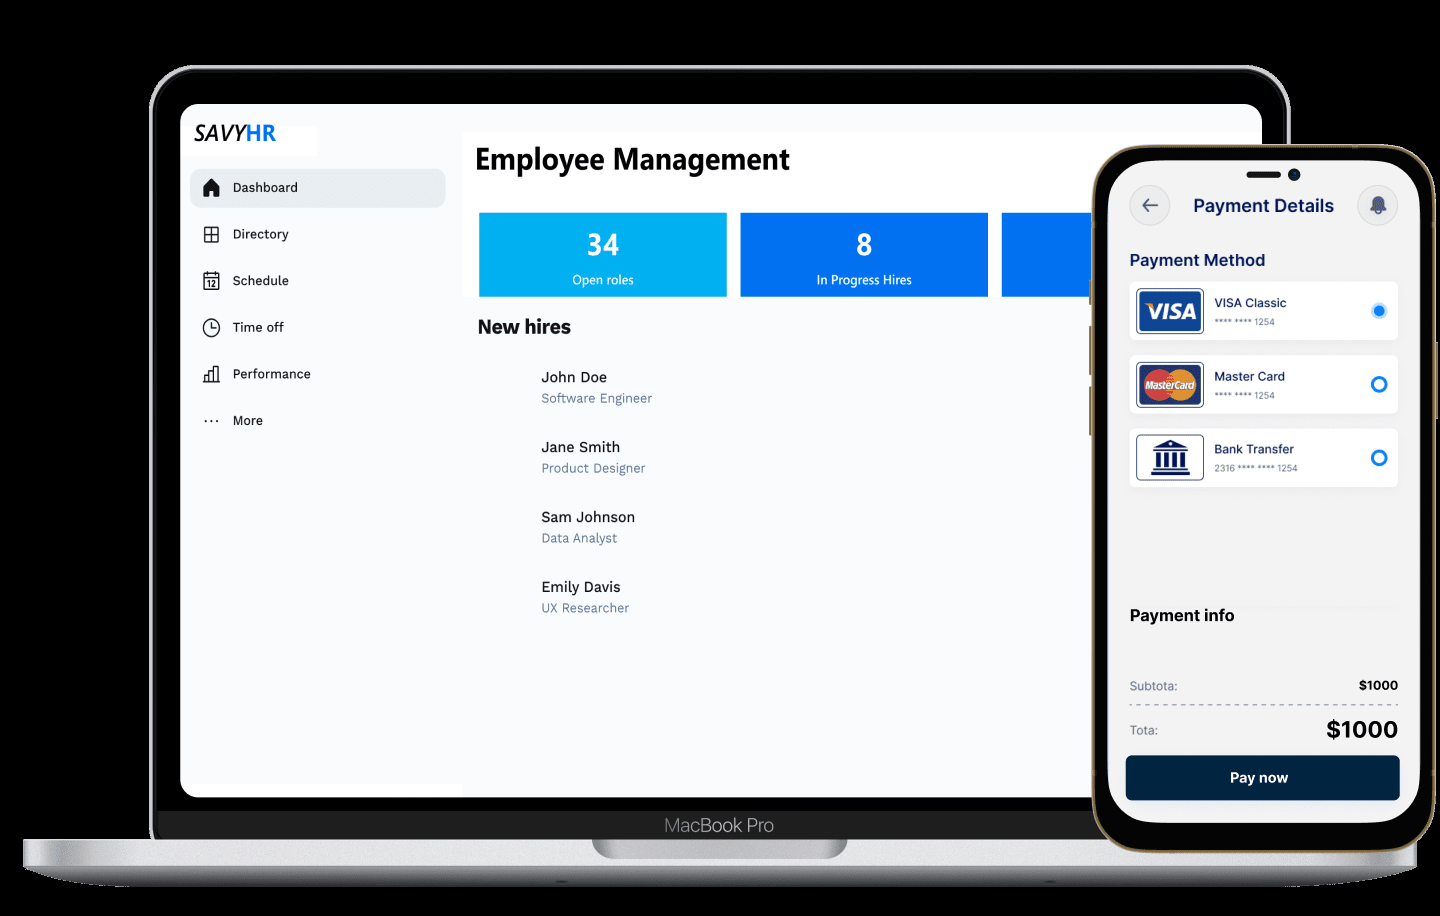 SAVYHR
Dashboard
Directory
12
Schedule
Time off
Performance
More
Employee Management
34
Open roles
8
In Progress Hires
New hires
John Doe
Software Engineer
Jane Smith
Product Designer
Sam Johnson
Data Analyst
Emily Davis
UX Researcher
MacBook Pro
Payment Details
Payment Method
VISA
VISA Classic
**** **** 1254
MasterCard
Master Card
**** **** 1254
Bank Transfer
2316 **** **** 1254
Payment info
Subtota: $1000
Tota: $1000
Pay now